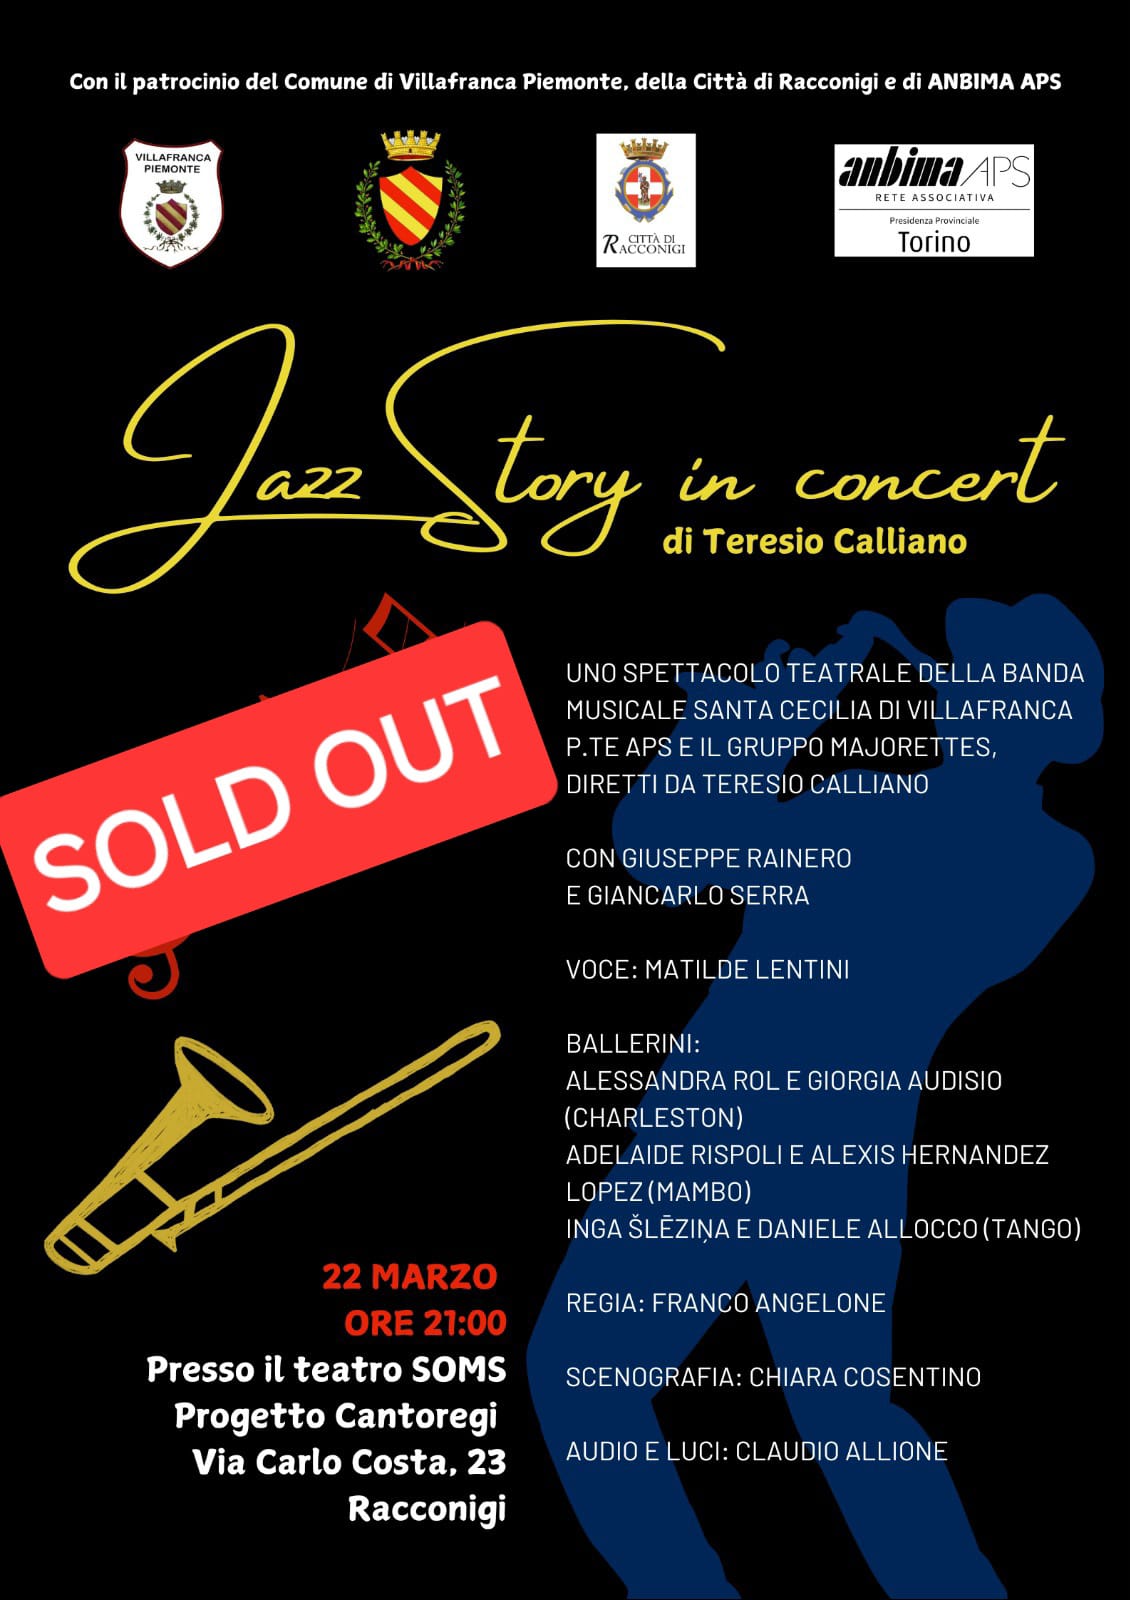 Con il patrocinio del Comune di Villafranca Piemonte, della Città di Racconigi e di ANBIMA APS
VILLAFRANCA
PIEMONTE
CITTÀ DI
RACCONIGI
anbima APS
RETE ASSOCIATIVA
Presidenza Provinciale
Torino
Jazz Story in concert
di Teresio Calliano
SOLD OUT
UNO SPETTACOLO TEATRALE DELLA BANDA
MUSICALE SANTA CECILIA DI VILLAFRANCA
P.TE APS E IL GRUPPO MAJORETTES,
DIRETTI DA TERESIO CALLIANO
CON GIUSEPPE RAINERO
E GIANCARLO SERRA
VOCE: MATILDE LENTINI
BALLERINI:
ALESSANDRA ROL E GIORGIA AUDISIO
(CHARLESTON)
ADELAIDE RISPOLI E ALEXIS HERNANDEZ
LOPEZ (MAMBO)
INGA ŠLĒZIŅA E DANIELE ALLOCCO (TANGO)
REGIA: FRANCO ANGELONE
SCENOGRAFIA: CHIARA COSENTINO
AUDIO E LUCI: CLAUDIO ALLIONE
22 MARZO
ORE 21:00
Presso il teatro SOMS
Progetto Cantoregi
Via Carlo Costa, 23
Racconigi